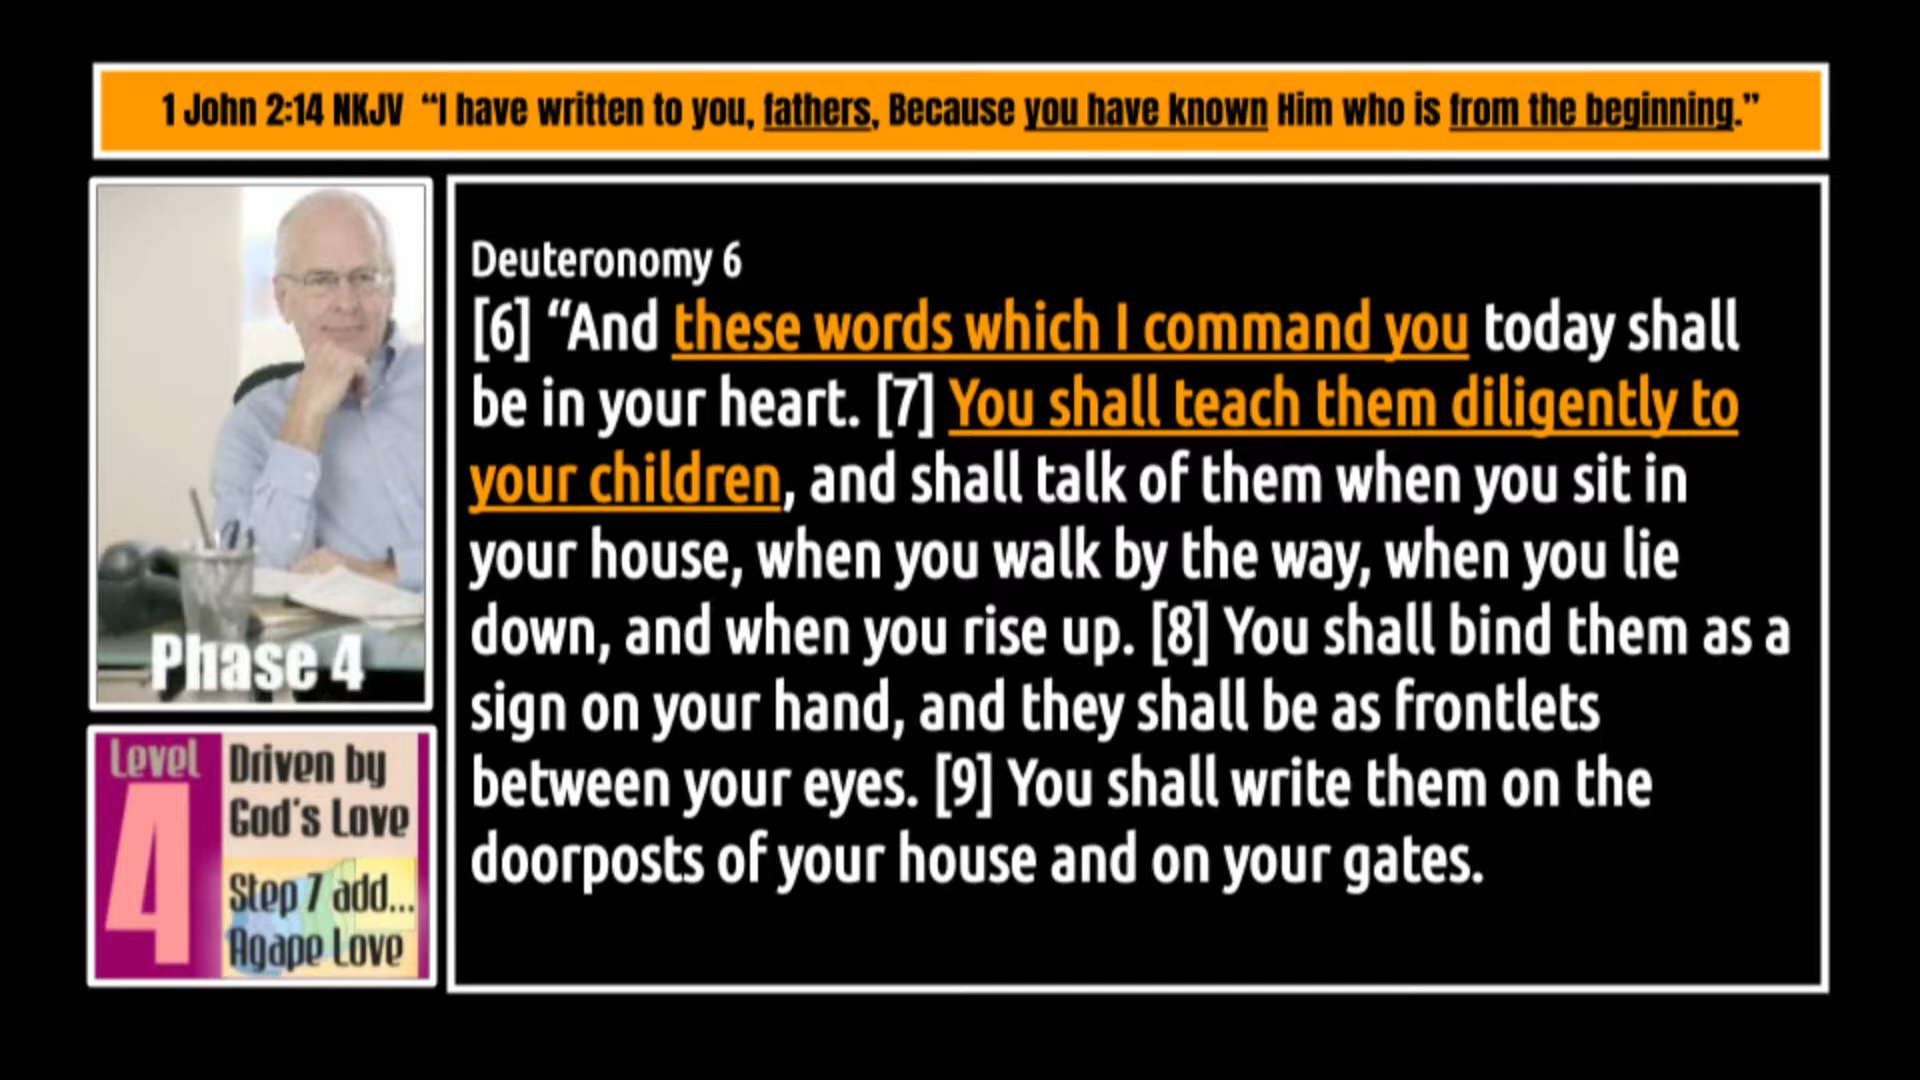 1 John 2:14 NKJV “I have written to you, fathers, Because you have known Him who is from the beginning.”
Phase 4
Level
4
Driven by
God's Love
Step 7 add...
Agape Love
Deuteronomy 6
[6] “And these words which I command you today shall
be in your heart. [7] You shall teach them diligently to
your children, and shall talk of them when you sit in
your house, when you walk by the way, when you lie
down, and when you rise up. [8] You shall bind them as a
sign on your hand, and they shall be as frontlets
between your eyes. [9] You shall write them on the
doorposts of your house and on your gates.